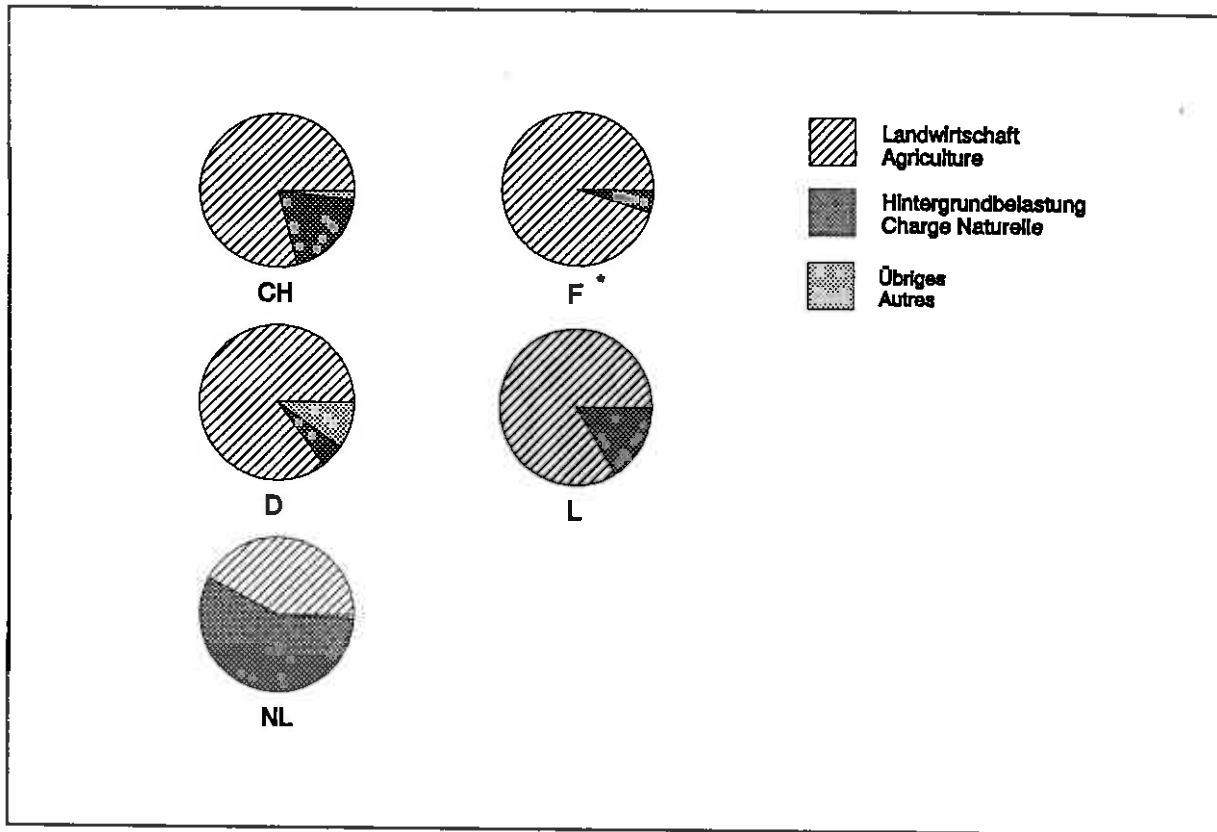 CH
F *
D
L
NL
Landwirtschaft
Agriculture
Hintergrundbelastung
Charge Naturelle
Übriges
Autres